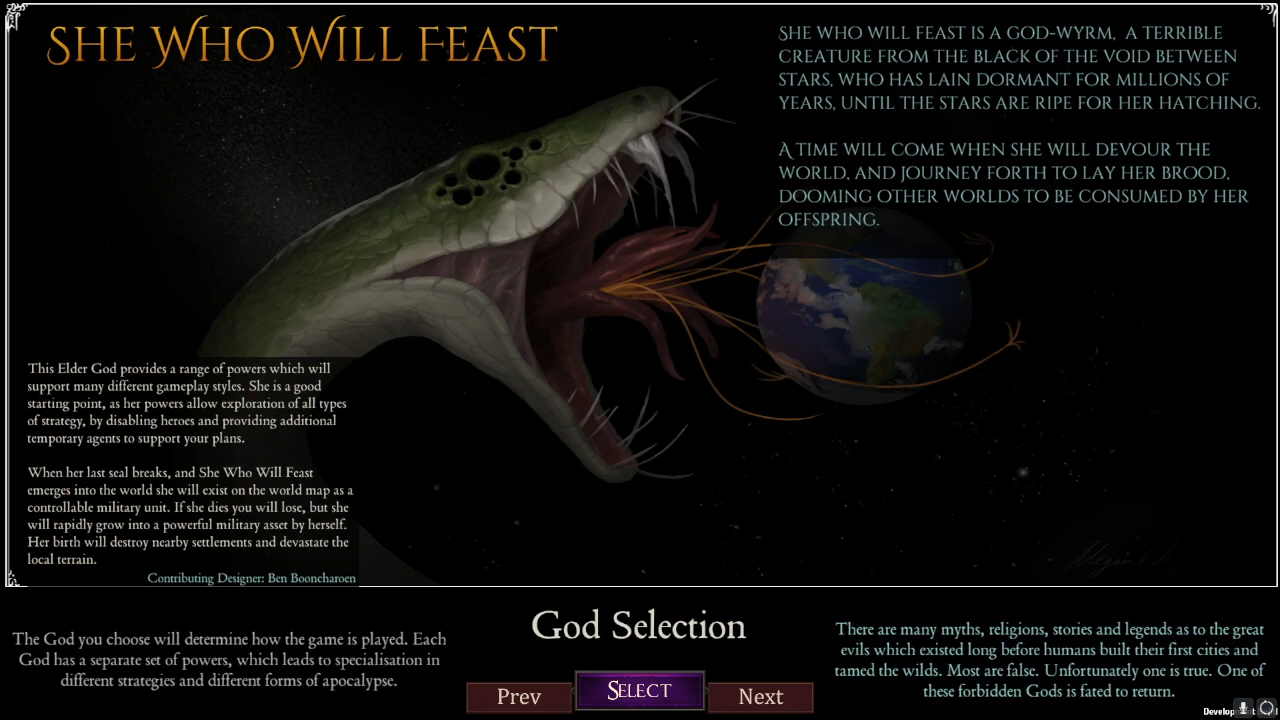 She Who Will Feast
She who will feast is a god-wyrm, a terrible
creature from the black of the void between
stars, who has lain dormant for millions of
years, until the stars are ripe for her hatching.
A time will come when she will devour the
world, and journey forth to lay her brood,
dooming other worlds to be consumed by her
offspring.
This Elder God provides a range of powers which will
support many different gameplay styles. She is a good
starting point, as her powers allow exploration of all types
of strategy, by disabling heroes and providing additional
temporary agents to support your plans.
When her last seal breaks, and She Who Will Feast
emerges into the world she will exist on the world map as a
controllable military unit. If she dies you will lose, but she
will rapidly grow into a powerful military asset by herself.
Her birth will destroy nearby settlements and devastate the
local terrain.
Contributing Designer: Ben Booncharoen
God Selection
The God you choose will determine how the game is played. Each
God has a separate set of powers, which leads to specialisation in
different strategies and different forms of apocalypse.
Prev
Select
Next
There are many myths, religions, stories and legends as to the great
evils which existed long before humans built their first cities and
tamed the wilds. Most are false. Unfortunately one is true. One of
these forbidden Gods is fated to return.